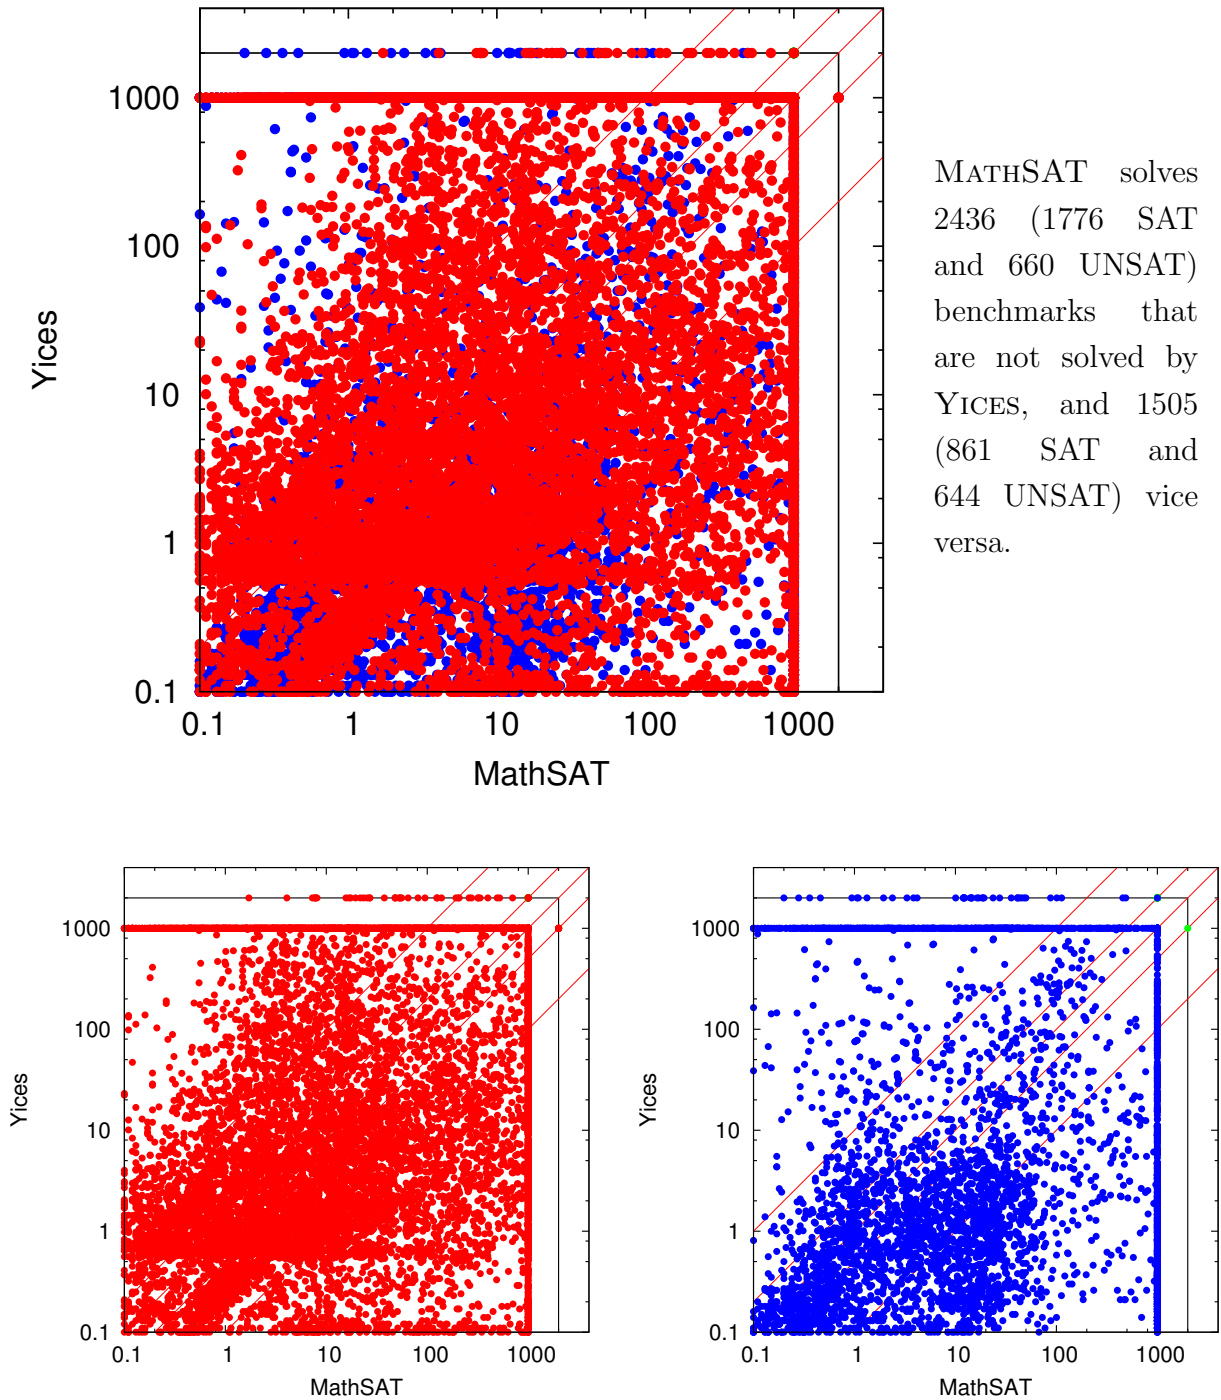 1000
100
10
1
0.1
Yices
0.1 1 10 100 1000
MathSAT
MATHSAT solves
2436 (1776 SAT
and 660 UNSAT)
benchmarks that
are not solved by
YICES, and 1505
(861 SAT and
644 UNSAT) vice
versa.
1000
100
10
1
0.1
Yices
0.1 1 10 100 1000
MathSAT
1000
100
10
1
0.1
Yices
0.1 1 10 100 1000
MathSAT